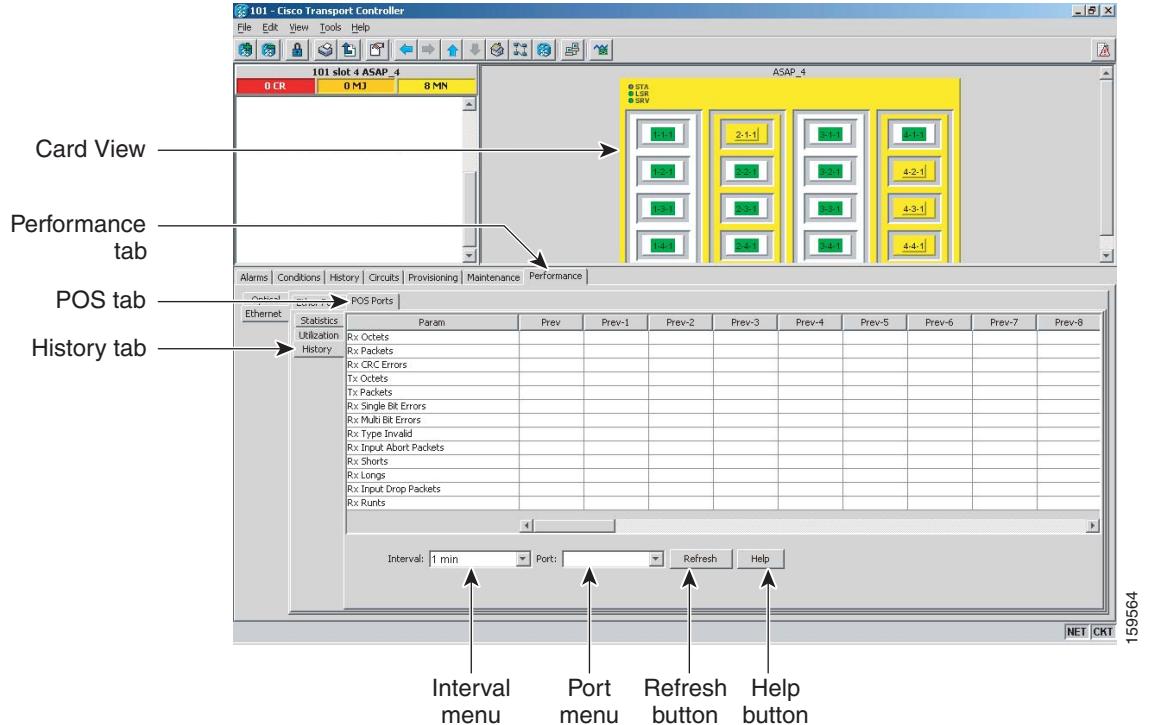 101 - Cisco Transport Controller
File Edit View Tools Help
101 slot 4 ASAP_4
0 CR 0 MJ 8 MN
ASAP_4
STA
LSR
SRV
1-1-1 2-1-1 3-1-1 4-1-1
Card View
1-2-1 2-2-1 3-2-1 4-2-1
1-3-1 2-3-1 3-3-1 4-3-1
1-4-1 2-4-1 3-4-1 4-4-1
Performance
tab
Alarms Conditions History Circuits Provisioning Maintenance Performance
POS tab
Optical POS Ports
Ethernet
Statistics Param Prev Prev-1 Prev-2 Prev-3 Prev-4 Prev-5 Prev-6 Prev-7 Prev-8
Utilization Rx Octets
History tab
History Rx Packets
Rx CRC Errors
Tx Octets
Tx Packets
Rx Single Bit Errors
Rx Multi Bit Errors
Rx Type Invalid
Rx Input Abort Packets
Rx Shorts
Rx Longs
Rx Input Drop Packets
Rx Runts
Interval: 1 min Port: Refresh Help
NET CKT
159564
Interval
menu
Port
menu
Refresh
button
Help
button